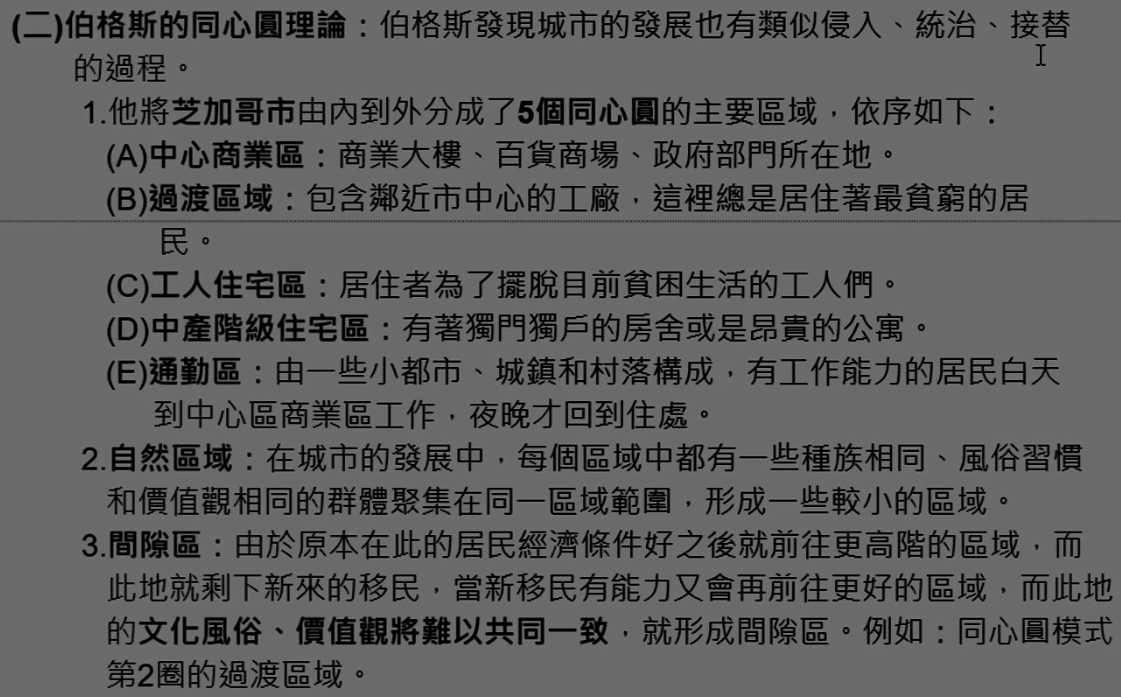 (二)伯格斯的同心圓理論：伯格斯發現城市的發展也有類似侵入、統治、接替
的過程。
1.他將芝加哥市由內到外分成了5個同心圓的主要區域，依序如下：
(A)中心商業區：商業大樓、百貨商場、政府部門所在地。
(B)過渡區域：包含鄰近市中心的工廠，這裡總是居住著最貧窮的居
民。
(C)工人住宅區：居住者為了擺脫目前貧困生活的工人們。
(D)中產階級住宅區：有著獨門獨戶的房舍或是昂貴的公寓。
(E)通勤區：由一些小都市、城鎮和村落構成，有工作能力的居民白天
到中心區商業區工作，夜晚才回到住處。
2.自然區域：在城市的發展中，每個區域中都有一些種族相同、風俗習慣
和價值觀相同的群體聚集在同一區域範圍，形成一些較小的區域。
3.間隙區：由於原本在此的居民經濟條件好之後就前往更高階的區域，而
此地就剩下新來的移民，當新移民有能力又會再前往更好的區域，而此地
的文化風俗、價值觀將難以共同一致，就形成間隙區。例如：同心圓模式
第2圈的過渡區域。